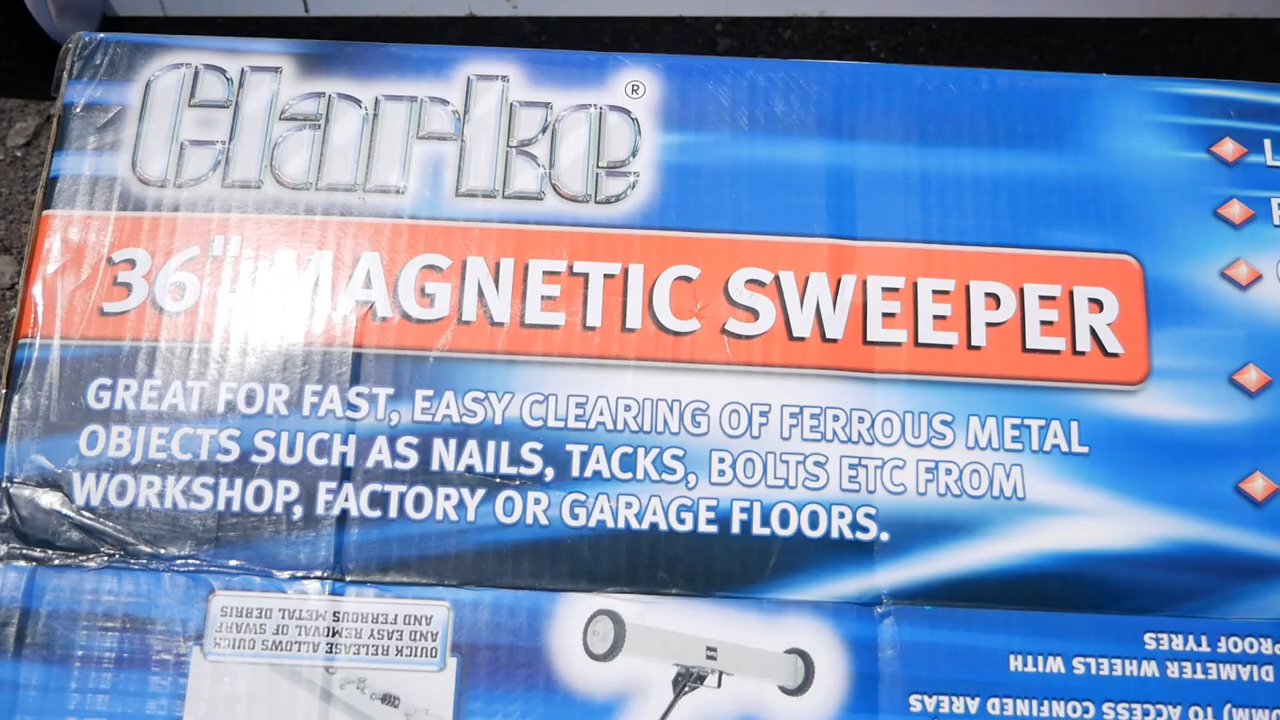 Clarke®
36" MAGNETIC SWEEPER
GREAT FOR FAST, EASY CLEARING OF FERROUS METAL
OBJECTS SUCH AS NAILS, TACKS, BOLTS ETC FROM
WORKSHOP, FACTORY OR GARAGE FLOORS.
QUICK RELEASE ALLOWS QUICK
AND EASY REMOVAL OF SWARF
AND FERROUS METAL DEBRIS
TO ACCESS CONFINED AREAS
DIAMETER WHEELS WITH
TYRES